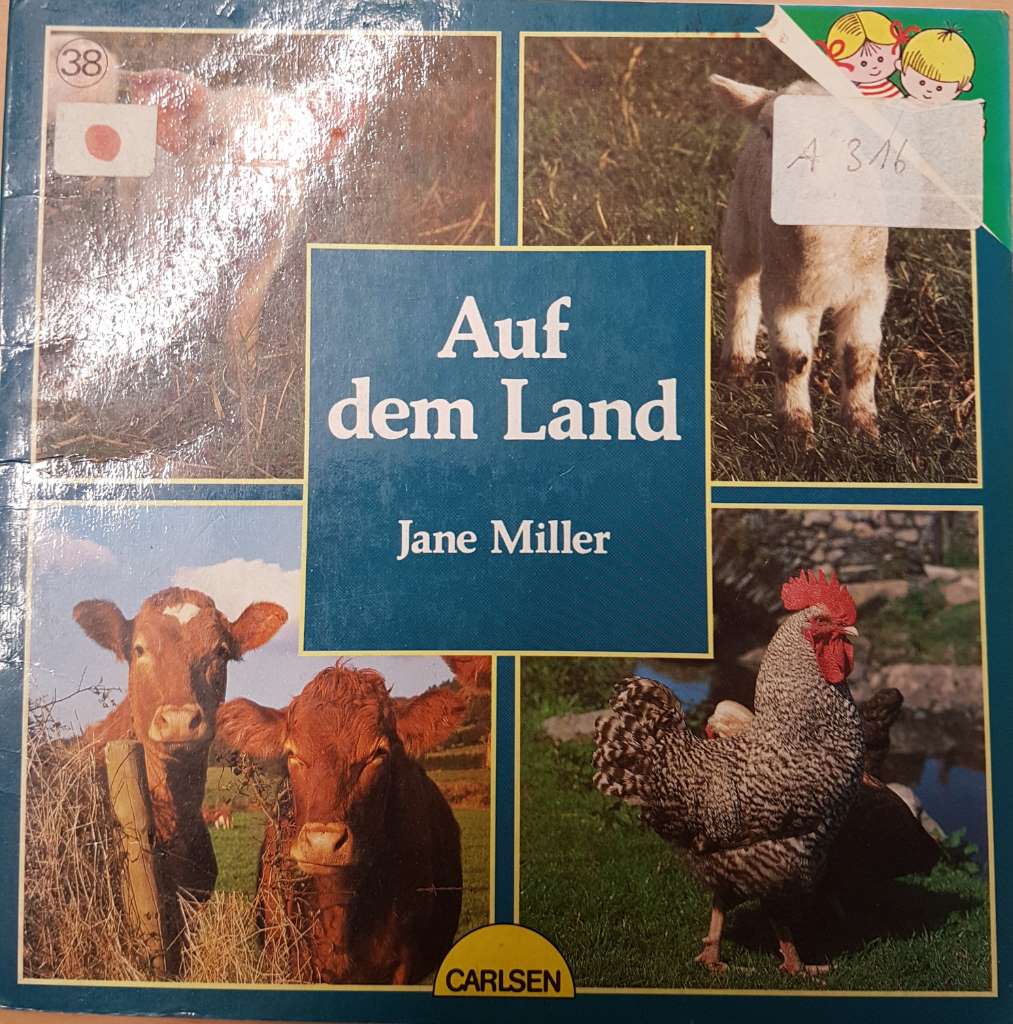 38
A 316
Auf
dem Land
Jane Miller
CARLSEN